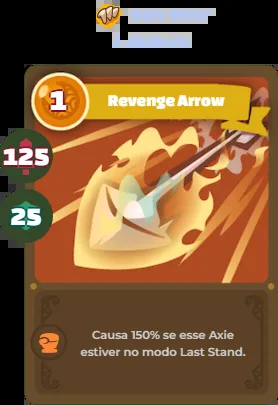 1
Revenge Arrow
125
25
Causa 150% se esse Axie
estiver no modo Last Stand.